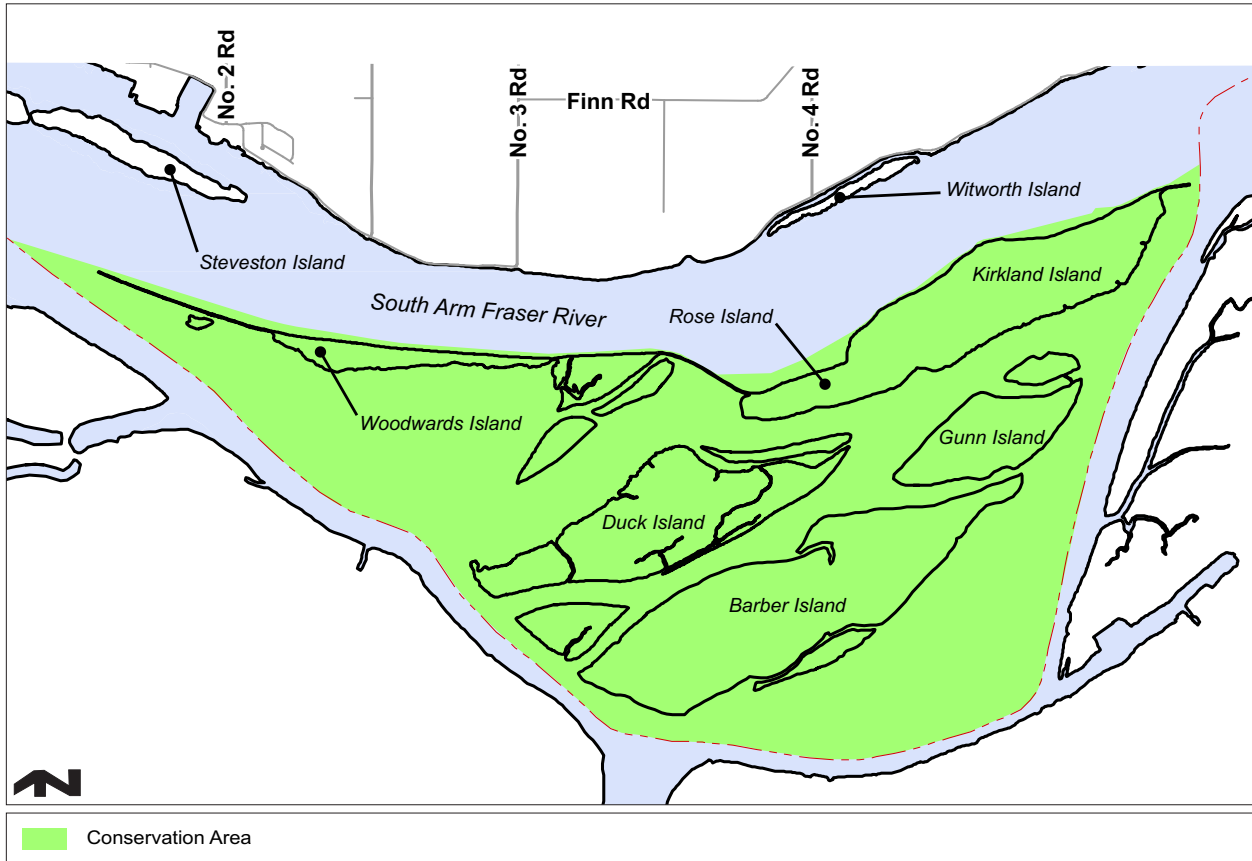 No. 2 Rd
No. 3 Rd
Finn Rd
No. 4 Rd
Witworth Island
Steveston Island
Kirkland Island
South Arm Fraser River
Rose Island
Woodwards Island
Gunn Island
Duck Island
Barber Island
N
Conservation Area